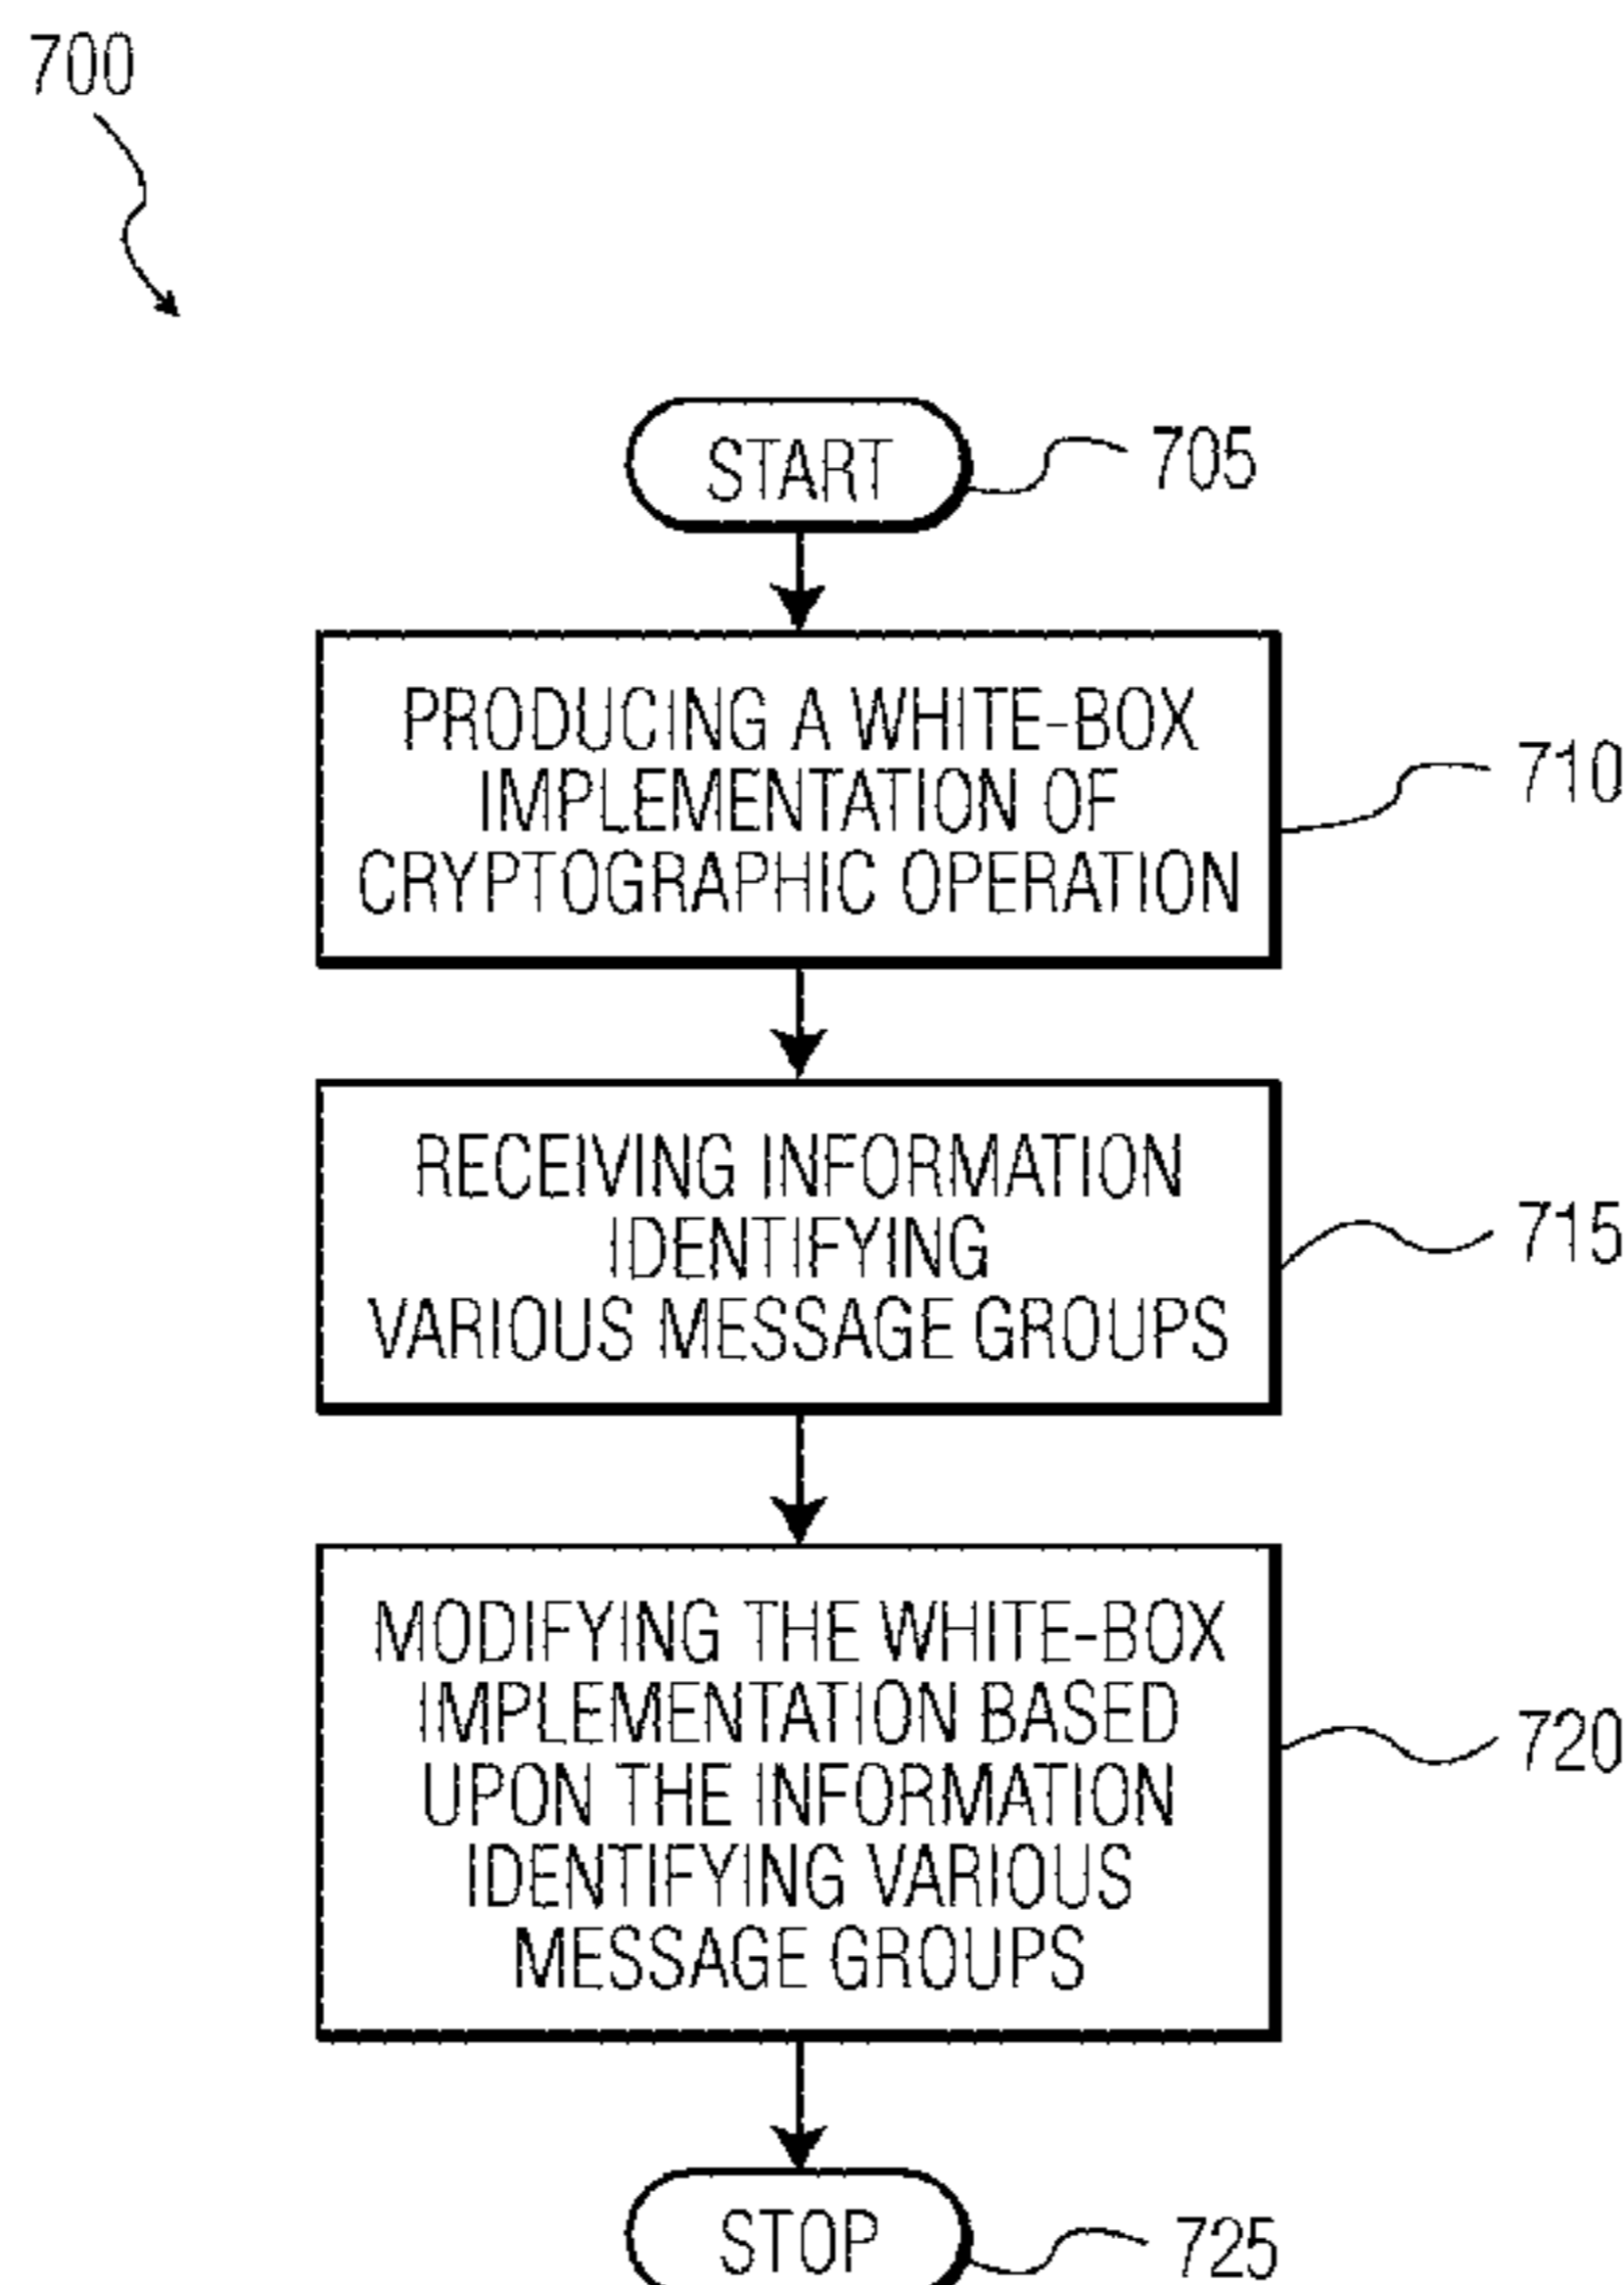 700
START
705
PRODUCING A WHITE-BOX
IMPLEMENTATION OF
CRYPTOGRAPHIC OPERATION
710
RECEIVING INFORMATION
IDENTIFYING
VARIOUS MESSAGE GROUPS
715
MODIFYING THE WHITE-BOX
IMPLEMENTATION BASED
UPON THE INFORMATION
IDENTIFYING VARIOUS
MESSAGE GROUPS
720
STOP
725